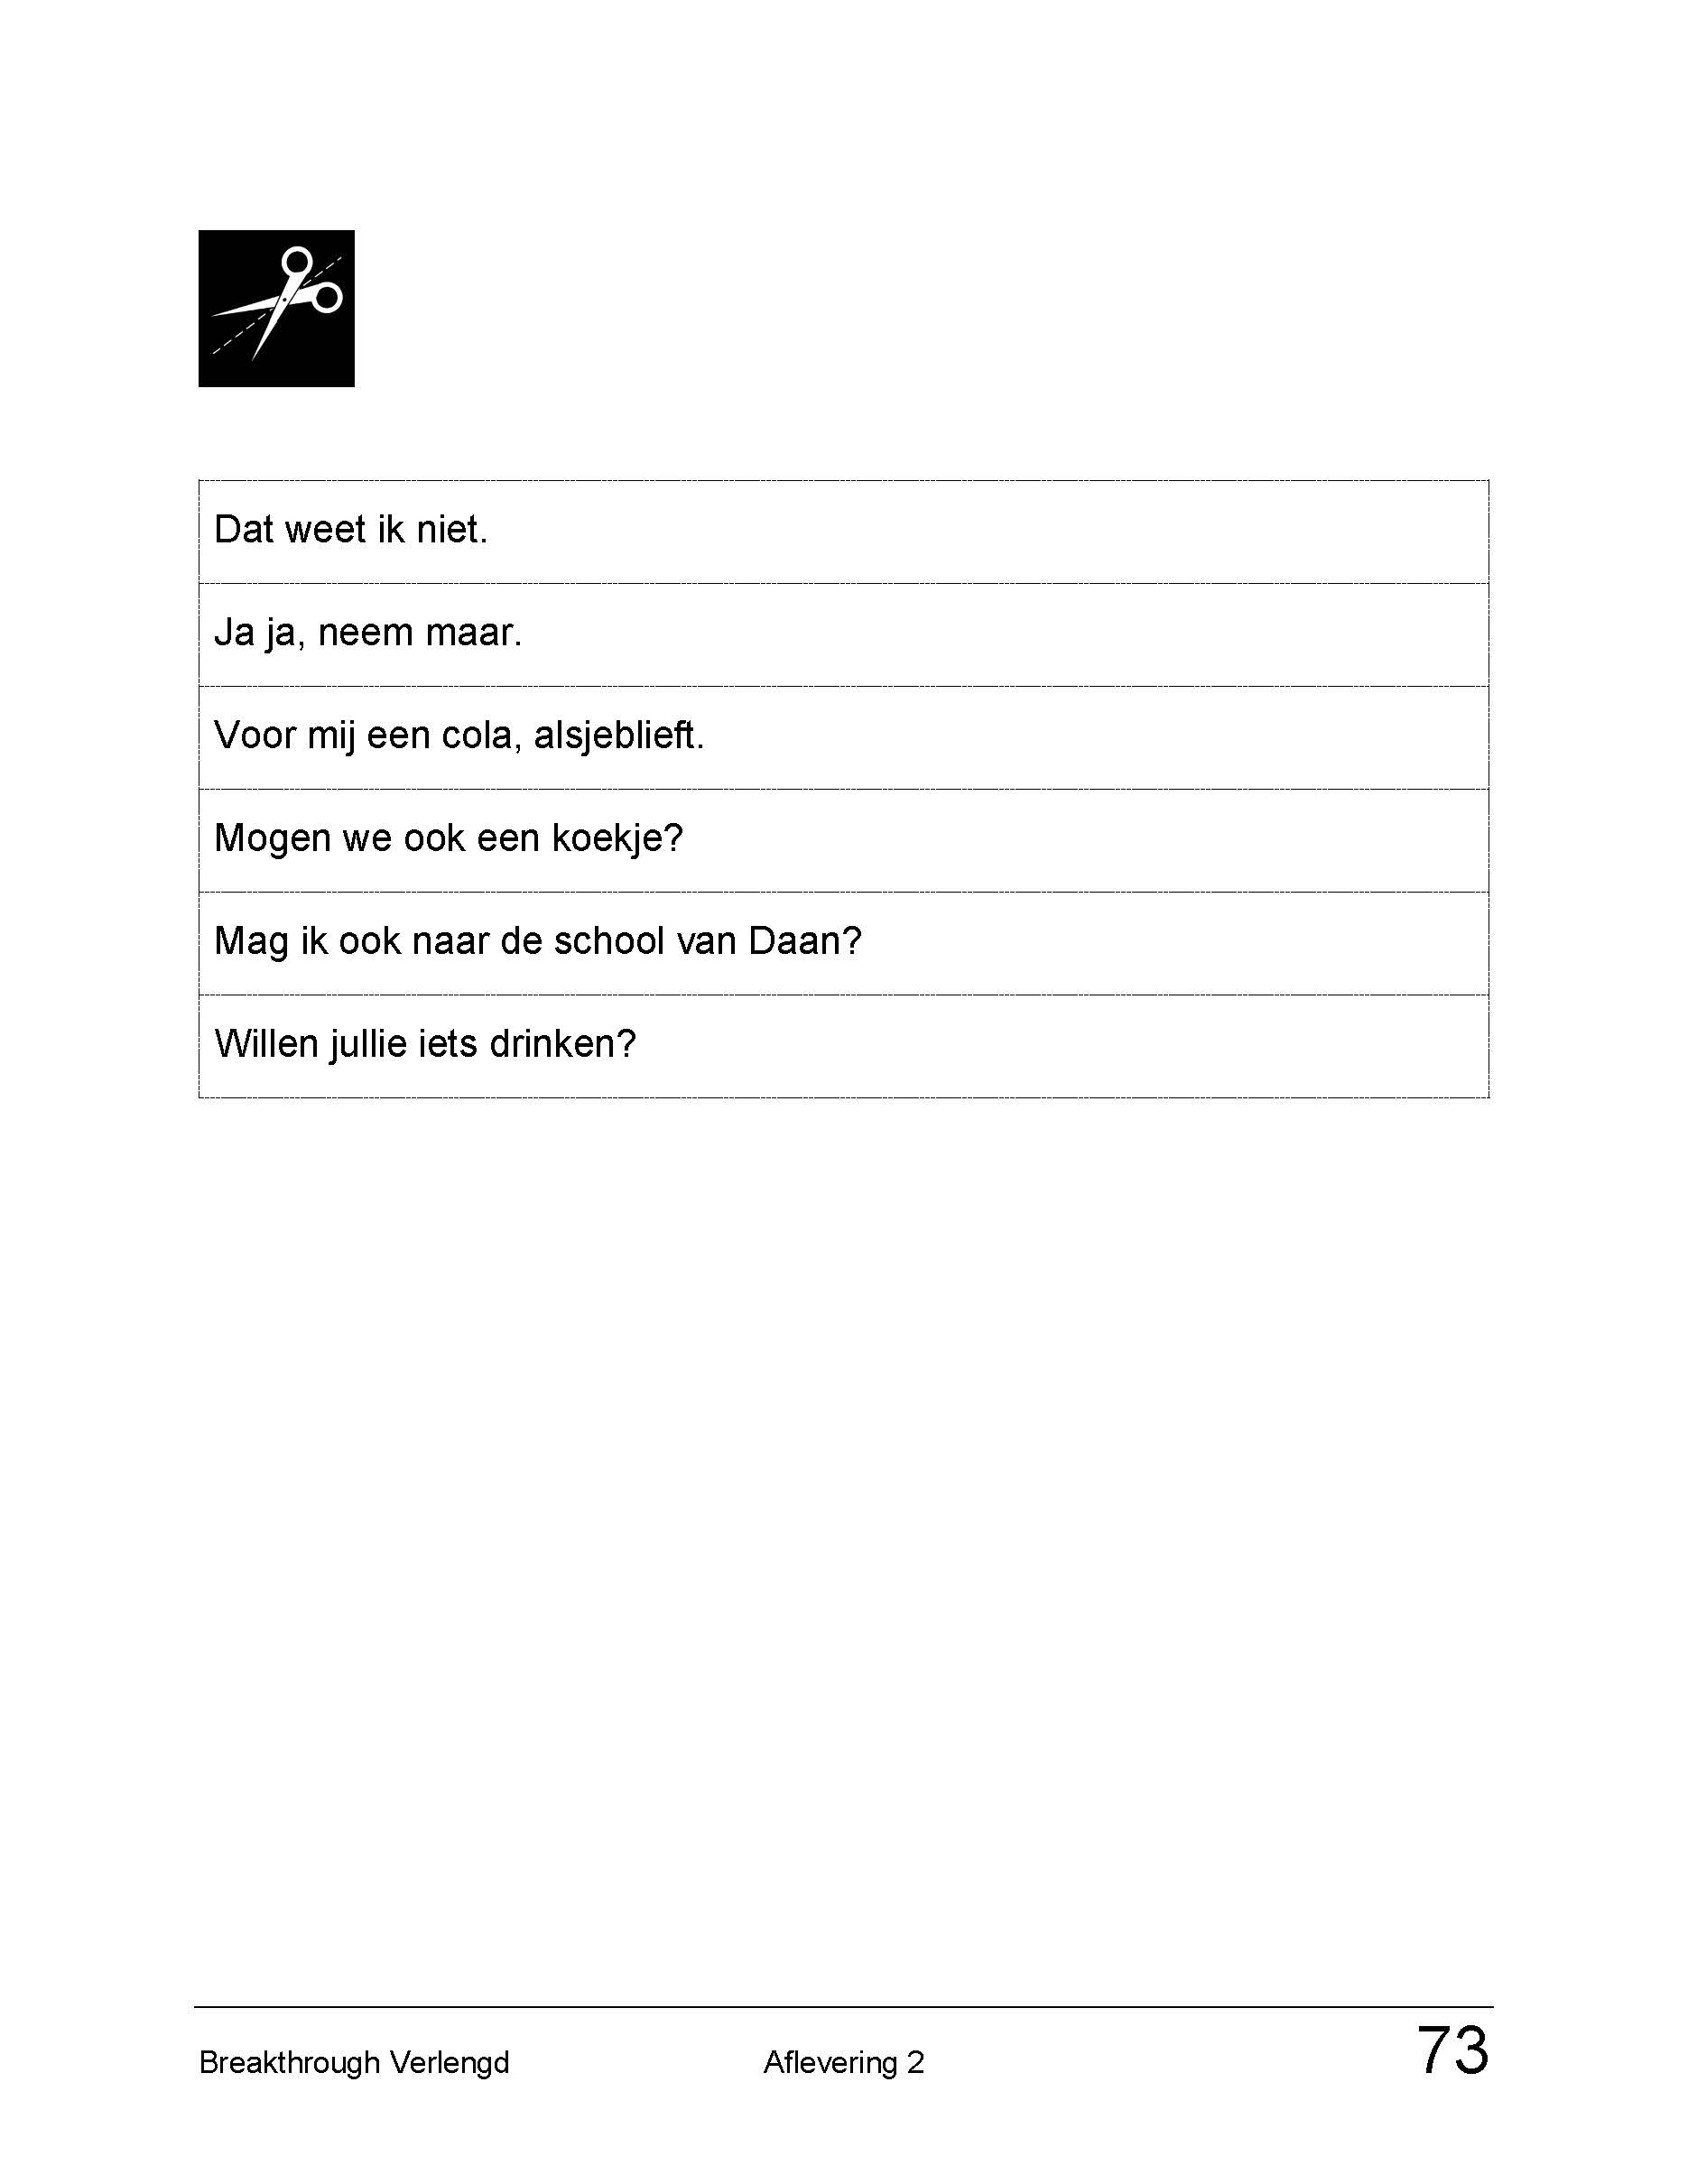 Dat weet ik niet.
Ja ja, neem maar.
Voor mij een cola, alsjeblieft.
Mogen we ook een koekje?
Mag ik ook naar de school van Daan?
Willen jullie iets drinken?
Breakthrough Verlengd Aflevering 2 73